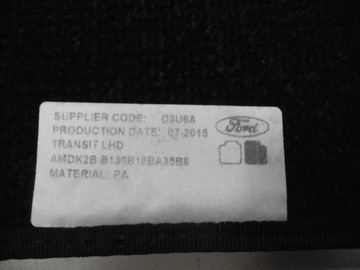 SUPPLIER CODE: D3U6A
PRODUCTION DATE: 07-2015
Ford
TRANSIT LHD
AMDK2B B130B18BA35B8
MATERIAL: PA